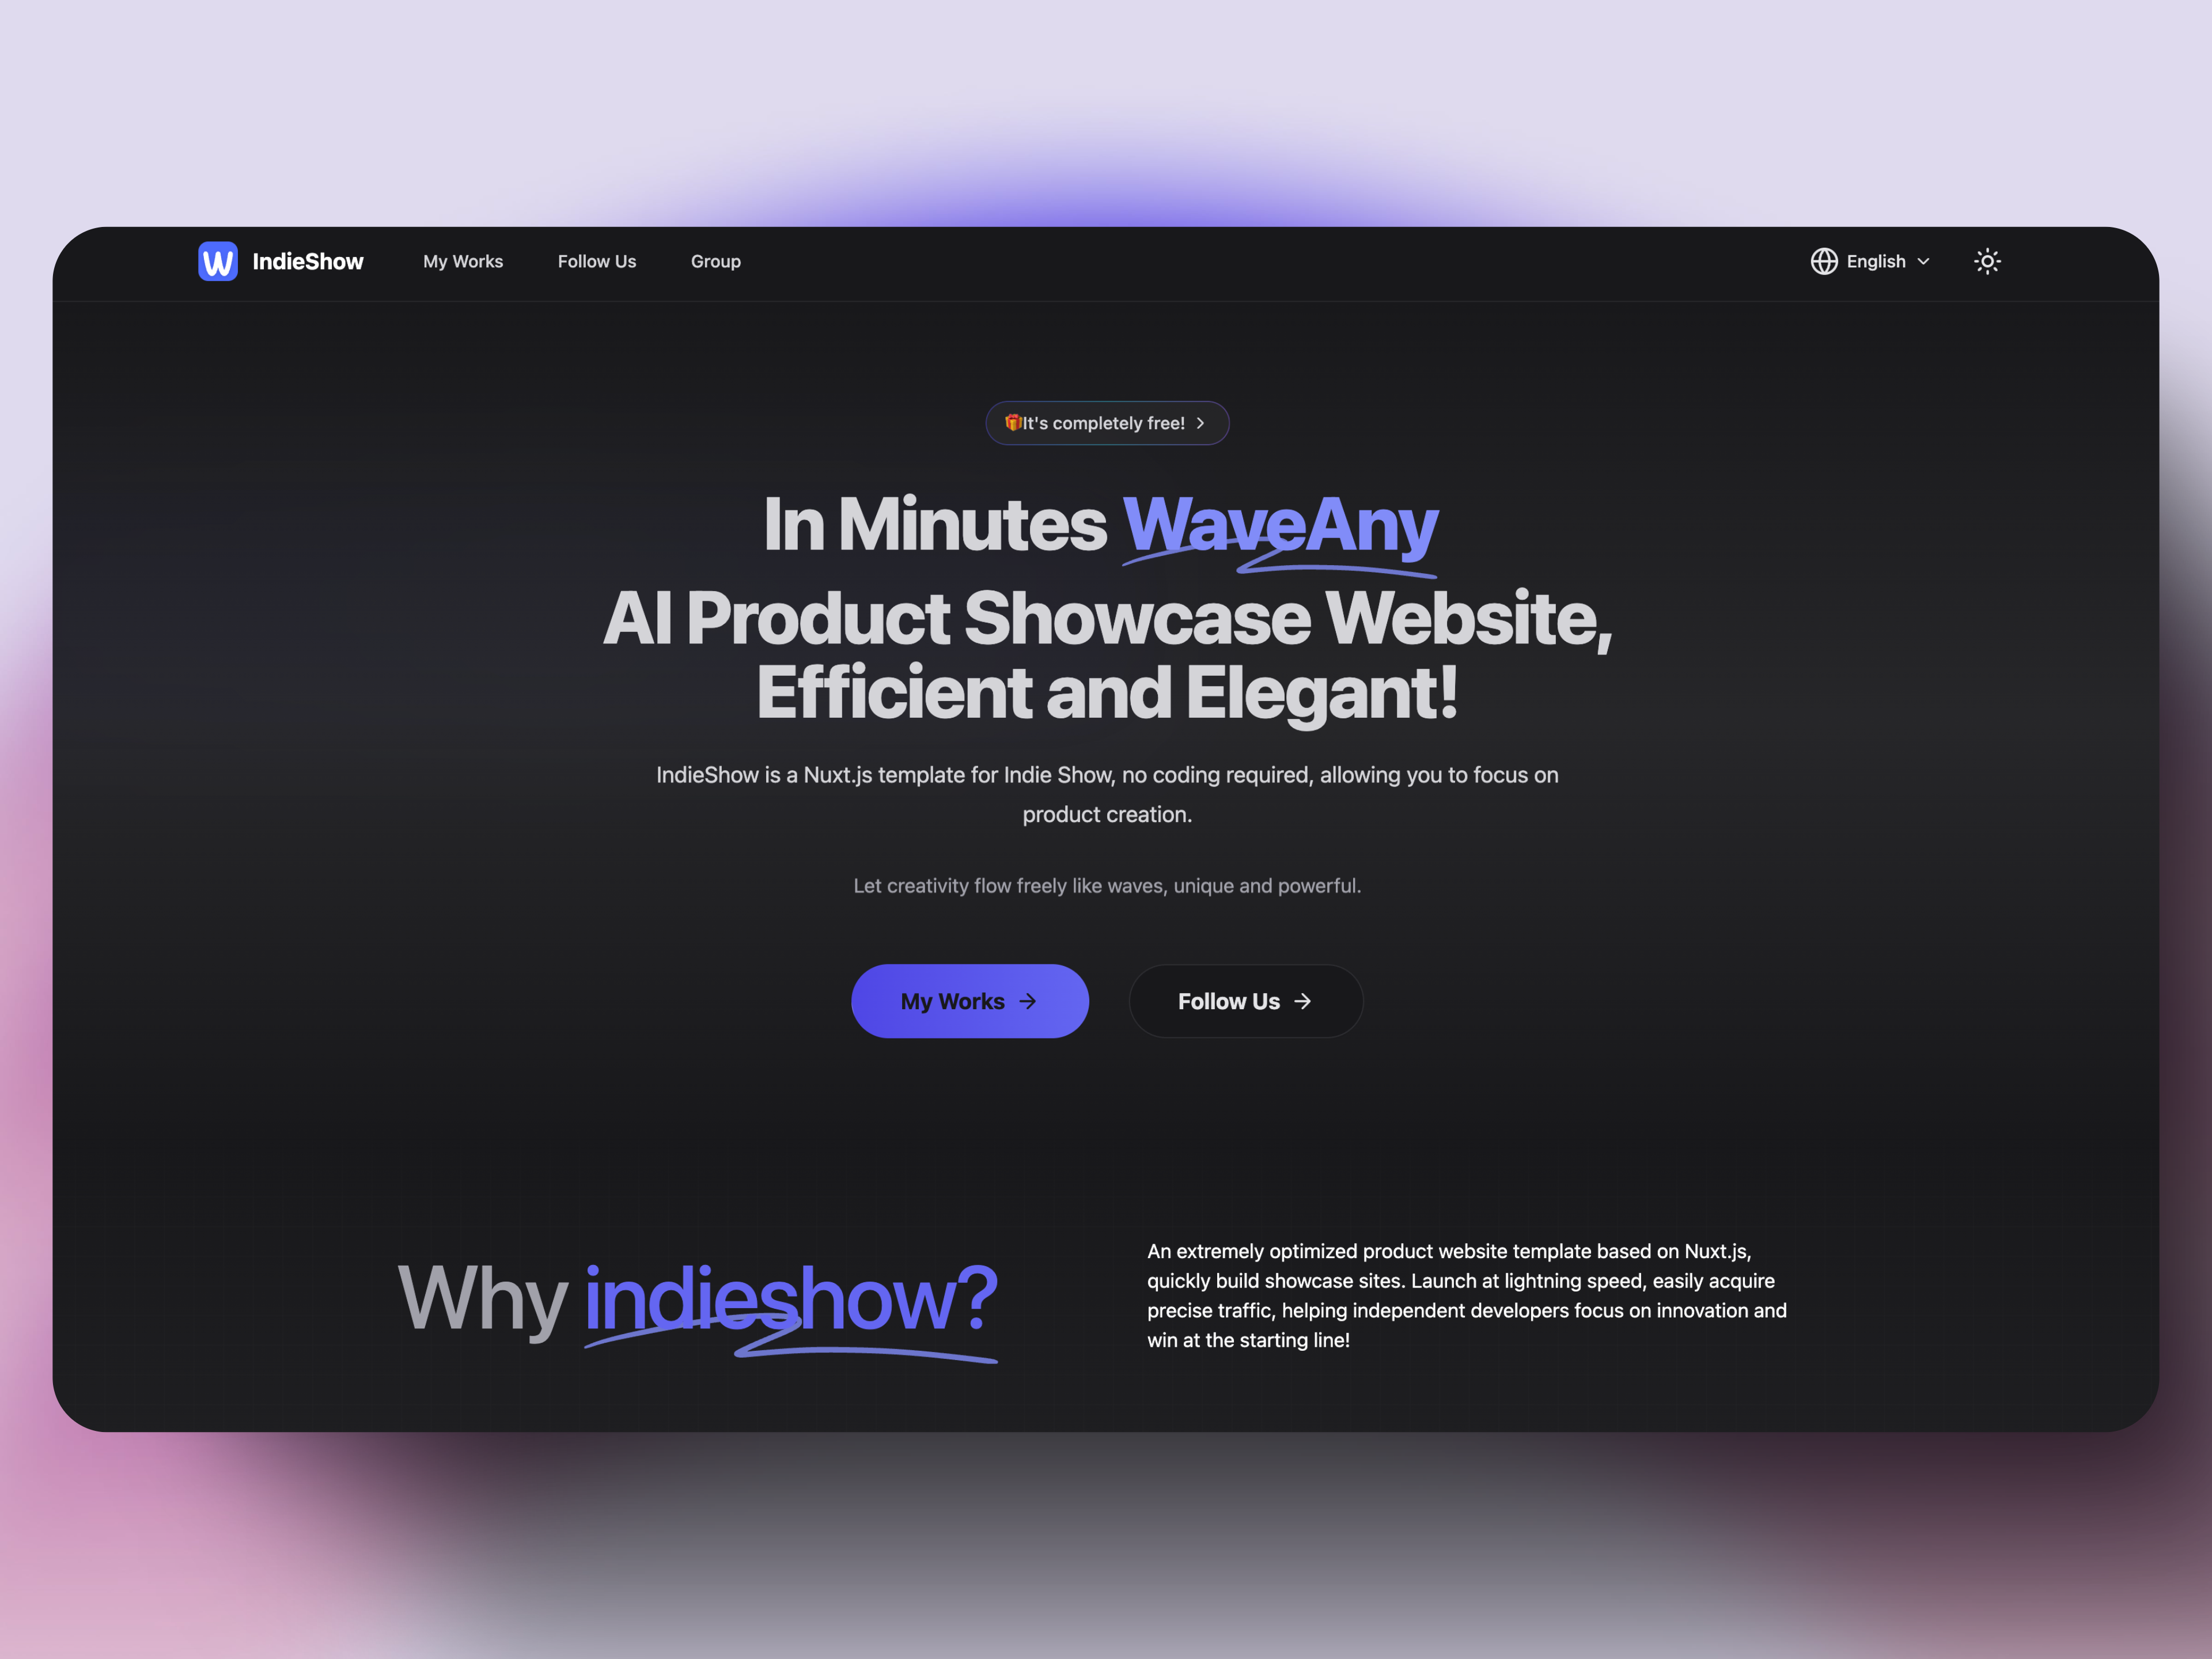 IndieShow
My Works
Follow Us
Group
English
🎁It's completely free!
In Minutes WaveAny
AI Product Showcase Website,
Efficient and Elegant!
IndieShow is a Nuxt.js template for Indie Show, no coding required, allowing you to focus on
product creation.
Let creativity flow freely like waves, unique and powerful.
My Works →
Follow Us →
Why indieshow?
An extremely optimized product website template based on Nuxt.js,
quickly build showcase sites. Launch at lightning speed, easily acquire
precise traffic, helping independent developers focus on innovation and
win at the starting line!